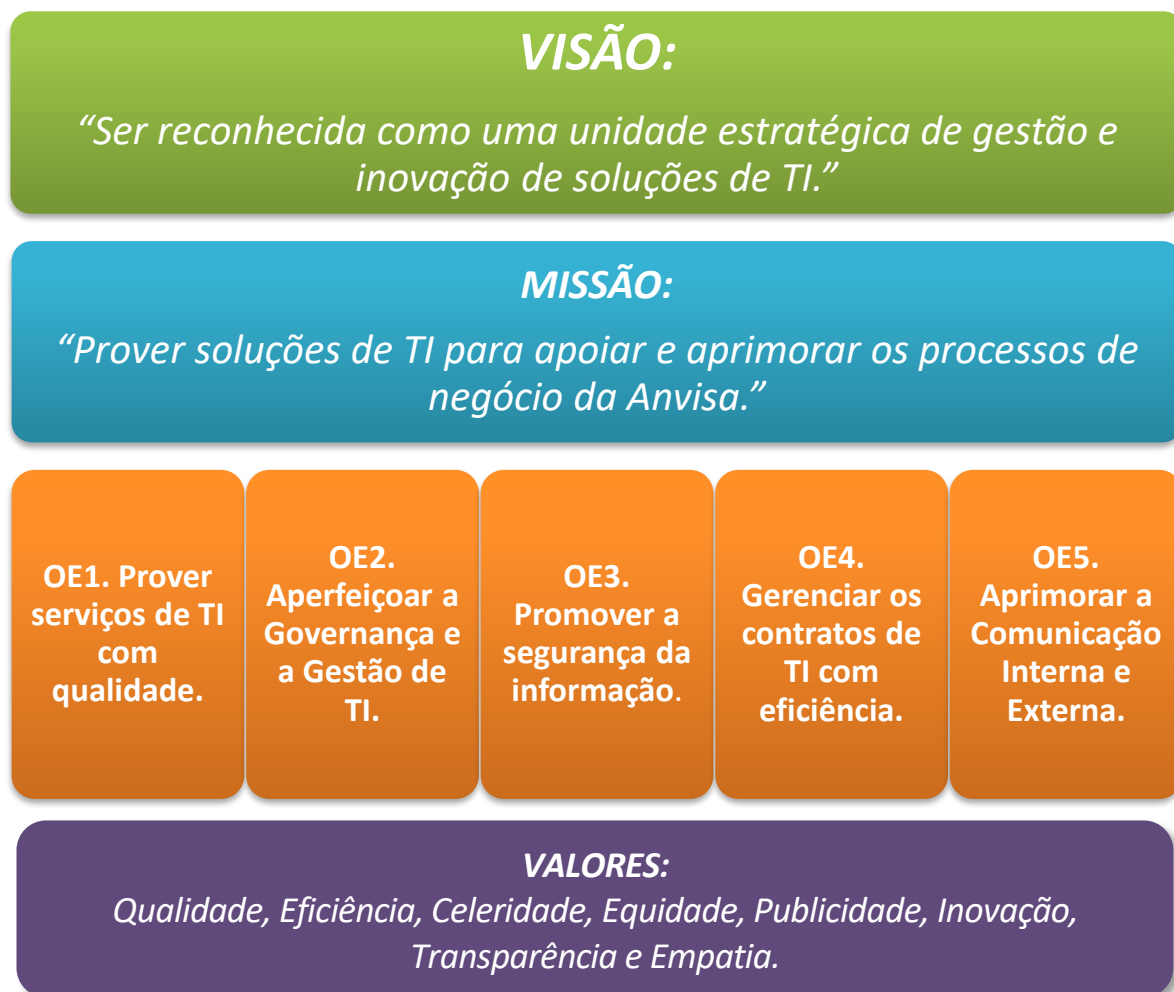 VISÃO:
“Ser reconhecida como uma unidade estratégica de gestão e
inovação de soluções de TI.”
MISSÃO:
“Prover soluções de TI para apoiar e aprimorar os processos de
negócio da Anvisa.”
OE1. Prover
serviços de TI
com
qualidade.
OE2.
Aperfeiçoar a
Governança e
a Gestão de
TI.
OE3.
Promover a
segurança da
informação.
OE4.
Gerenciar os
contratos de
TI com
eficiência.
OE5.
Aprimorar a
Comunicação
Interna e
Externa.
VALORES:
Qualidade, Eficiência, Celeridade, Equidade, Publicidade, Inovação,
Transparência e Empatia.